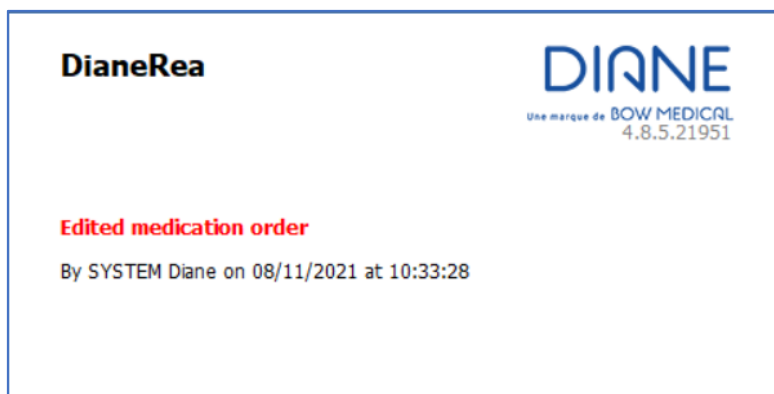 DianeRea
DIANE
Une marque de BOW MEDICAL
4.8.5.21951
Edited medication order
By SYSTEM Diane on 08/11/2021 at 10:33:28